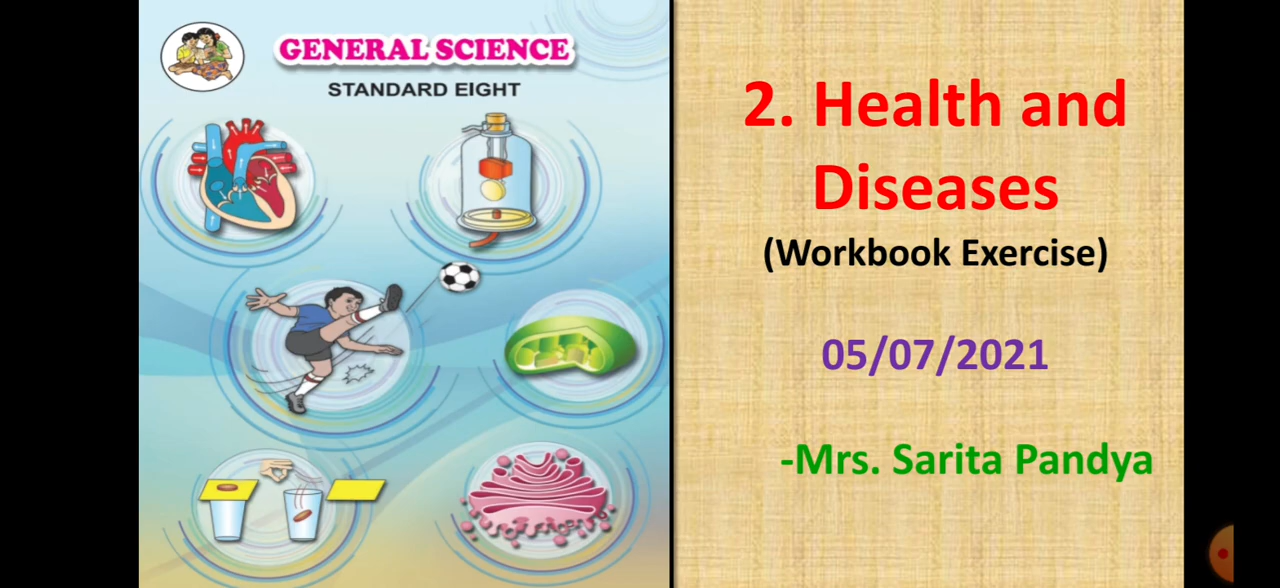 GENERAL SCIENCE
STANDARD EIGHT
2. Health and
Diseases
(Workbook Exercise)
05/07/2021
-Mrs. Sarita Pandya